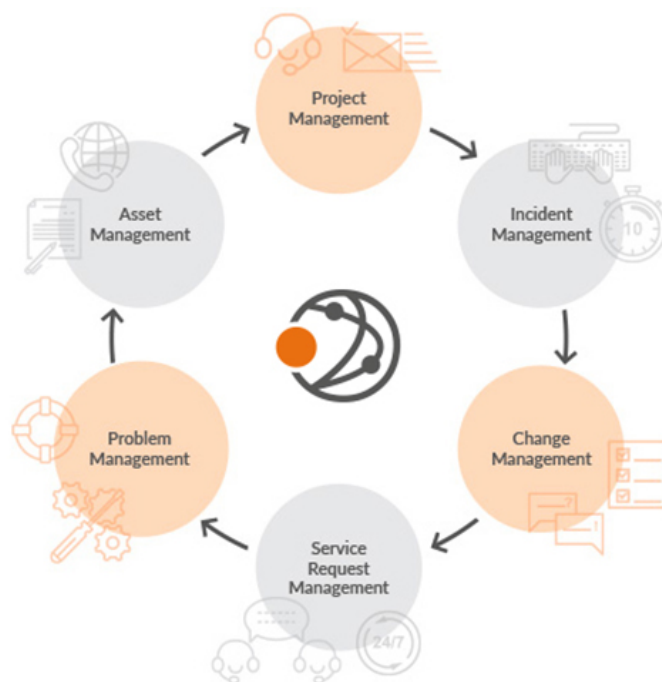 Project
Management
Incident
Management
10
Change
Management
?
!
Service
Request
Management
24/7
Problem
Management
Asset
Management